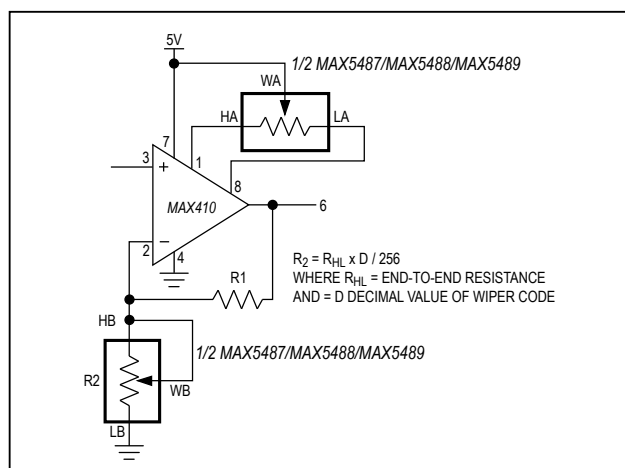 5V
1/2 MAX5487/MAX5488/MAX5489
WA
HA
LA
7
3
1
+
8
MAX410
6
2
−
4
R1
R2 = RHL x D / 256
WHERE RHL = END-TO-END RESISTANCE
AND = D DECIMAL VALUE OF WIPER CODE
HB
1/2 MAX5487/MAX5488/MAX5489
R2
WB
LB